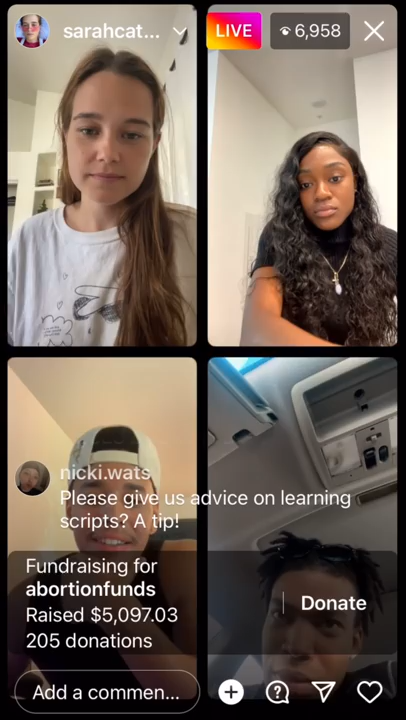 sarahcat...
LIVE
6,958
nicki.wats
Please give us advice on learning
scripts? A tip!
Fundraising for
abortionfunds
Raised $5,097.03
205 donations
Donate
Add a commen...